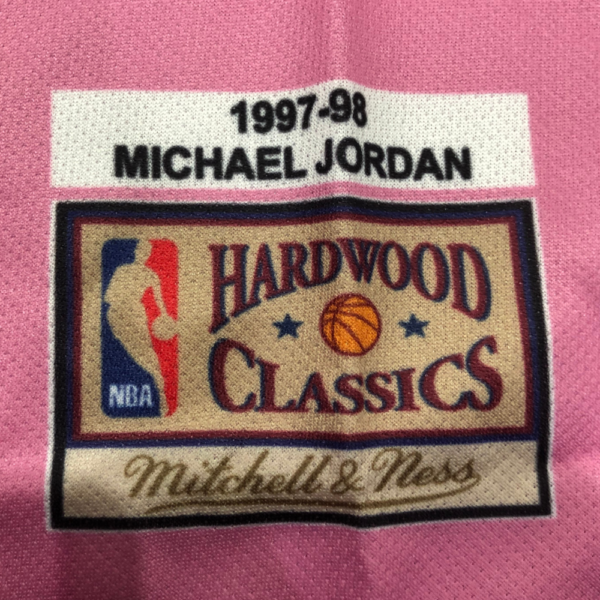 1997-98
MICHAEL JORDAN
HARDWOOD
CLASSICS
NBA
Mitchell & Ness